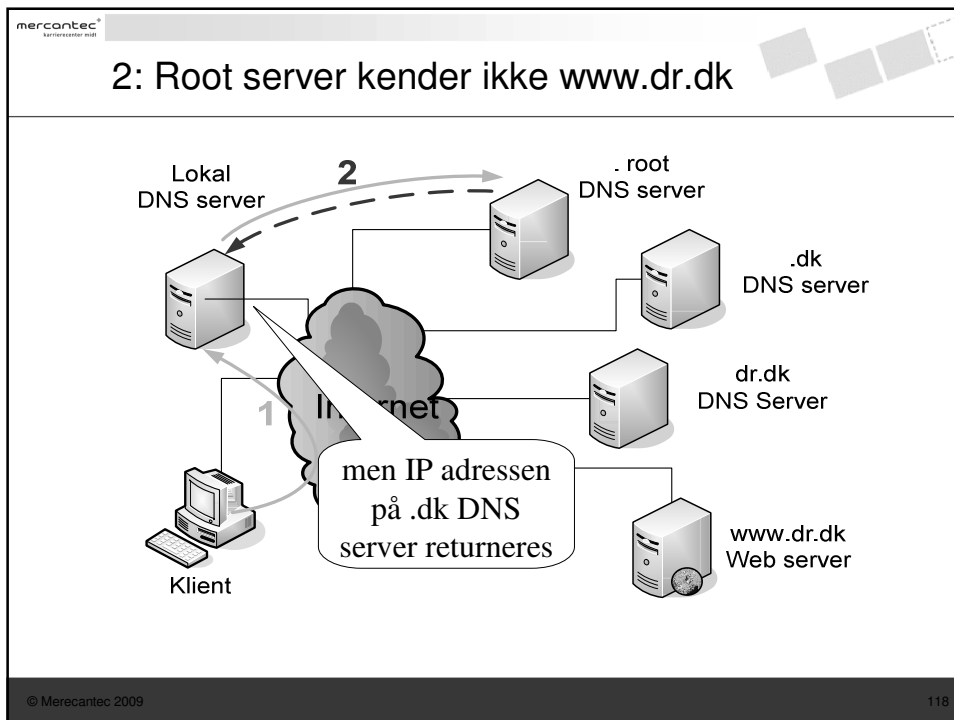 mercantec+
karrierecenter midt
2: Root server kender ikke www.dr.dk
Lokal
DNS server
2
. root
DNS server
.dk
DNS server
dr.dk
DNS Server
1
men IP adressen
på .dk DNS
server returneres
www.dr.dk
Web server
Klient
© Merecantec 2009
118